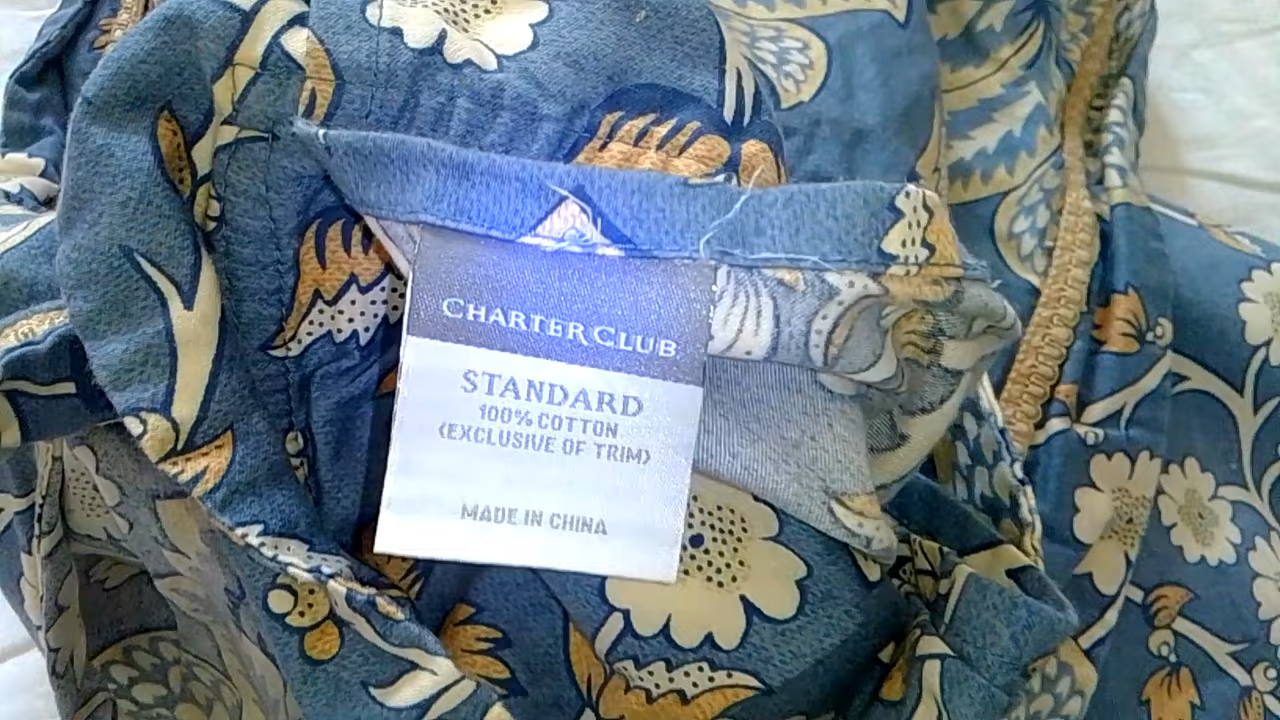 CHARTER CLUB
STANDARD
100% COTTON
(EXCLUSIVE OF TRIM)
MADE IN CHINA